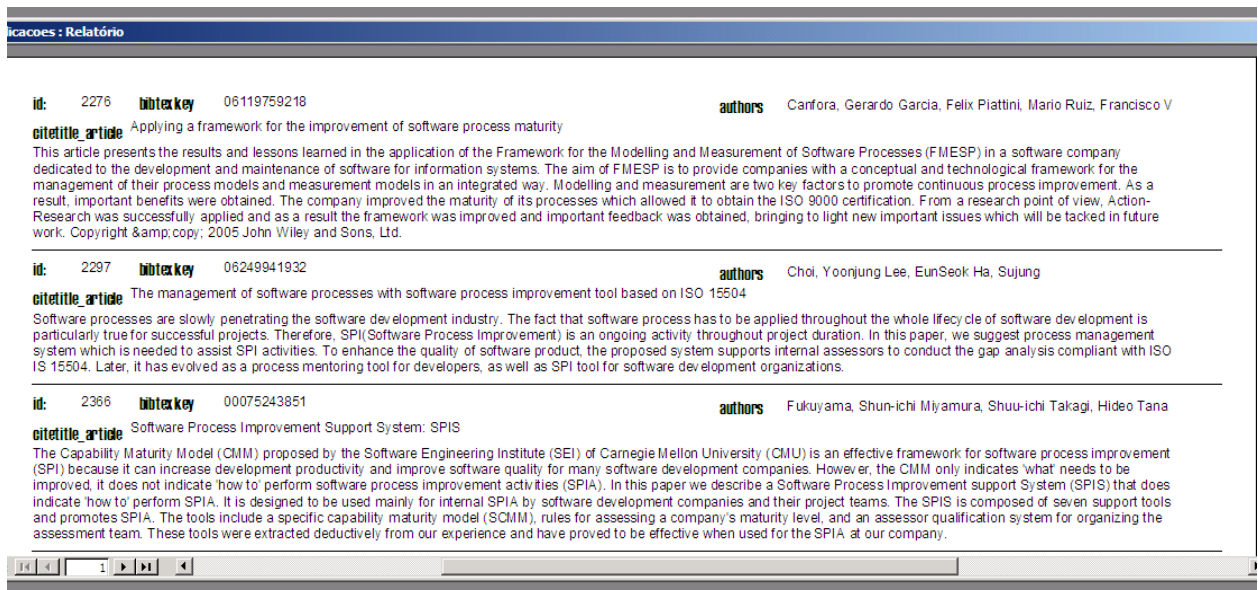 icacoes : Relatório
id: 2276 bibtexkey 06119759218 authors Canfora, Gerardo Garcia, Felix Piattini, Mario Ruiz, Francisco V
citetitle_article Applying a framework for the improvement of software process maturity
This article presents the results and lessons learned in the application of the Framework for the Modelling and Measurement of Software Processes (FMESP) in a software company
dedicated to the development and maintenance of software for information systems. The aim of FMESP is to provide companies with a conceptual and technological framework for the
management of their process models and measurement models in an integrated way. Modelling and measurement are two key factors to promote continuous process improvement. As a
result, important benefits were obtained. The company improved the maturity of its processes which allowed it to obtain the ISO 9000 certification. From a research point of view, Action-
Research was successfully applied and as a result the framework was improved and important feedback was obtained, bringing to light new important issues which will be tacked in future
work. Copyright &amp;copy; 2005 John Wiley and Sons, Ltd.
id: 2297 bibtexkey 06249941932 authors Choi, Yoonjung Lee, EunSeok Ha, Sujung
citetitle_article The management of software processes with software process improvement tool based on ISO 15504
Software processes are slowly penetrating the software development industry. The fact that software process has to be applied throughout the whole lifecycle of software development is
particularly true for successful projects. Therefore, SPI(Software Process Improvement) is an ongoing activity throughout project duration. In this paper, we suggest process management
system which is needed to assist SPI activities. To enhance the quality of software product, the proposed system supports internal assessors to conduct the gap analysis compliant with ISO
IS 15504. Later, it has evolved as a process mentoring tool for developers, as well as SPI tool for software development organizations.
id: 2366 bibtexkey 00075243851 authors Fukuyama, Shun-ichi Miyamura, Shuu-ichi Takagi, Hideo Tana
citetitle_article Software Process Improvement Support System: SPIS
The Capability Maturity Model (CMM) proposed by the Software Engineering Institute (SEI) of Carnegie Mellon University (CMU) is an effective framework for software process improvement
(SPI) because it can increase development productivity and improve software quality for many software development companies. However, the CMM only indicates 'what' needs to be
improved, it does not indicate 'how to' perform software process improvement activities (SPIA). In this paper we describe a Software Process Improvement support System (SPIS) that does
indicate 'how to' perform SPIA. It is designed to be used mainly for internal SPIA by software development companies and their project teams. The SPIS is composed of seven support tools
and promotes SPIA. The tools include a specific capability maturity model (SCMM), rules for assessing a company's maturity level, and an assessor qualification system for organizing the
assessment team. These tools were extracted deductively from our experience and have proved to be effective when used for the SPIA at our company.
1